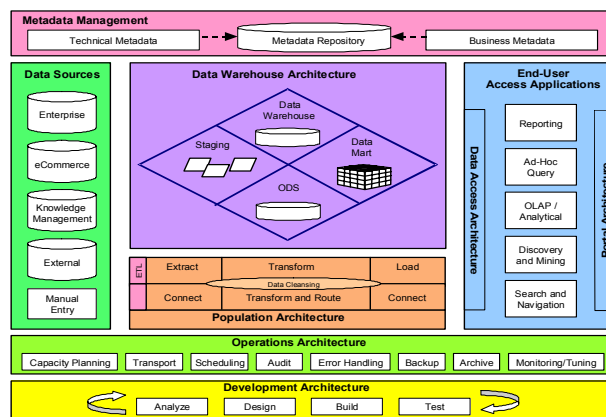 Metadata Management
Technical Metadata
Metadata Repository
Business Metadata
Data Sources
Enterprise
eCommerce
Knowledge
Management
External
Manual
Entry
Data Warehouse Architecture
Data
Warehouse
Staging
Data
Mart
ODS
ETL
Extract
Transform
Load
Data Cleansing
Connect
Transform and Route
Connect
Population Architecture
End-User
Access Applications
Data Access Architecture
Reporting
Ad-Hoc
Query
OLAP /
Analytical
Discovery
and Mining
Search and
Navigation
Portal Architecture
Operations Architecture
Capacity Planning
Transport
Scheduling
Audit
Error Handling
Backup
Archive
Monitoring/Tuning
Development Architecture
Analyze
Design
Build
Test